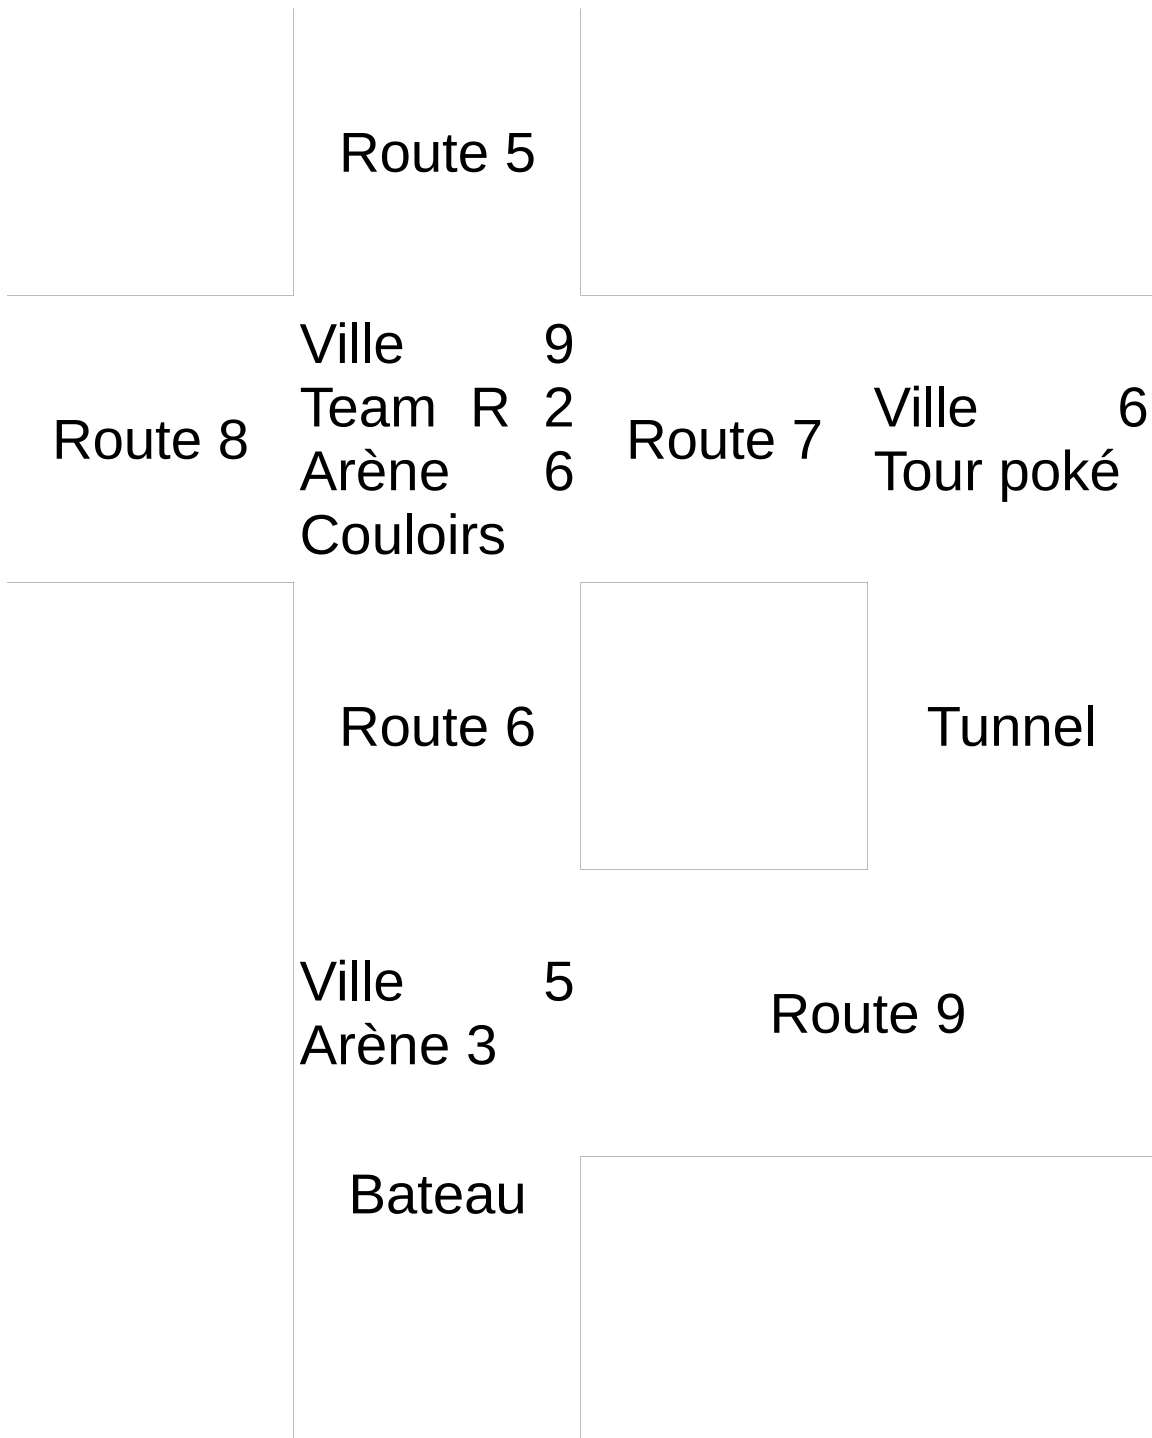 Route 5
Route 8
Ville 9
Team R 2
Arène 6
Couloirs
Route 7
Ville 6
Tour poké
Route 6
Tunnel
Ville 5
Arène 3
Route 9
Bateau